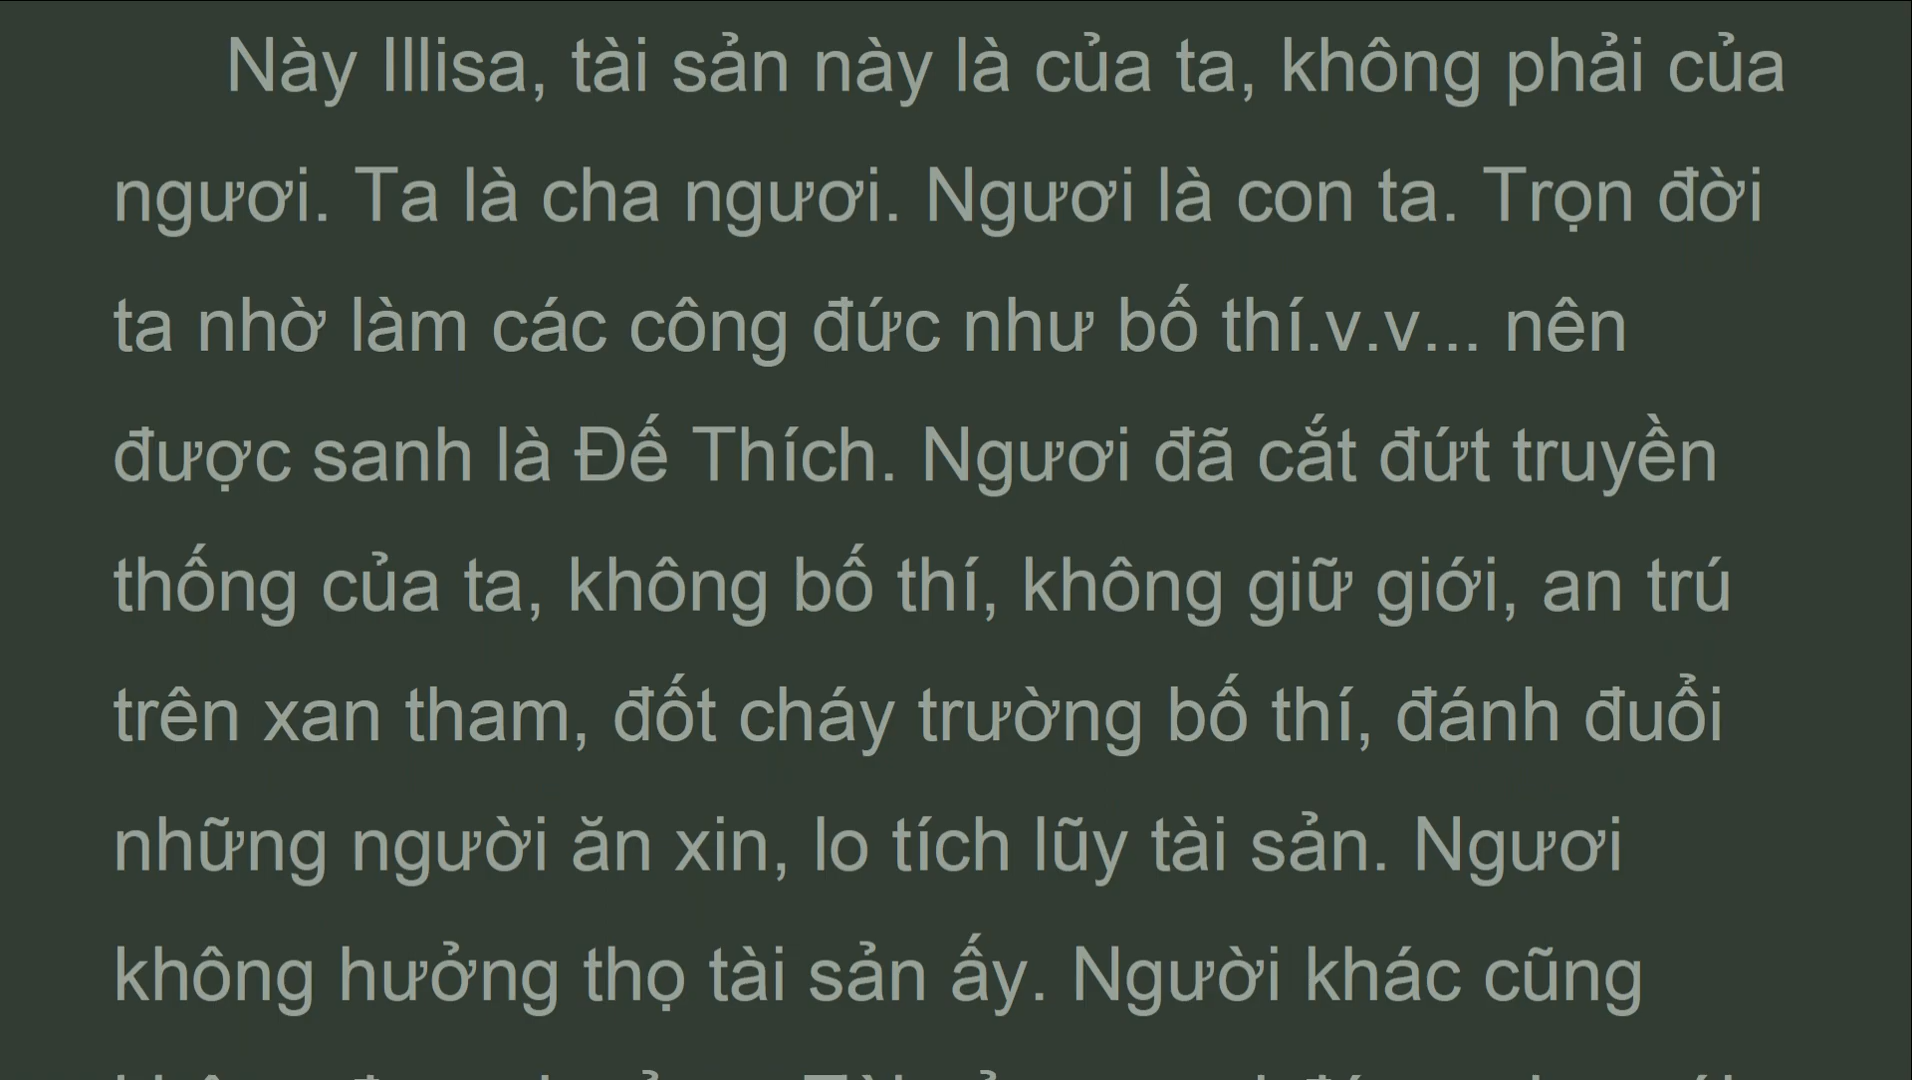 Này Illisa, tài sản này là của ta, không phải của
ngươi. Ta là cha ngươi. Ngươi là con ta. Trọn đời
ta nhờ làm các công đức như bố thí.v.v... nên
được sanh là Đế Thích. Ngươi đã cắt đứt truyền
thống của ta, không bố thí, không giữ giới, an trú
trên xan tham, đốt cháy trường bố thí, đánh đuổi
những người ăn xin, lo tích lũy tài sản. Ngươi
không hưởng thọ tài sản ấy. Người khác cũng